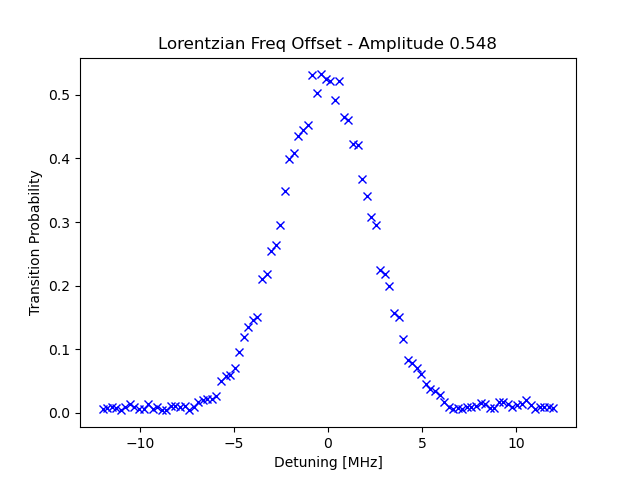 Lorentzian Freq Offset - Amplitude 0.548
Transition Probability
0.5
0.4
0.3
0.2
0.1
0.0
−10 −5 0 5 10
Detuning [MHz]